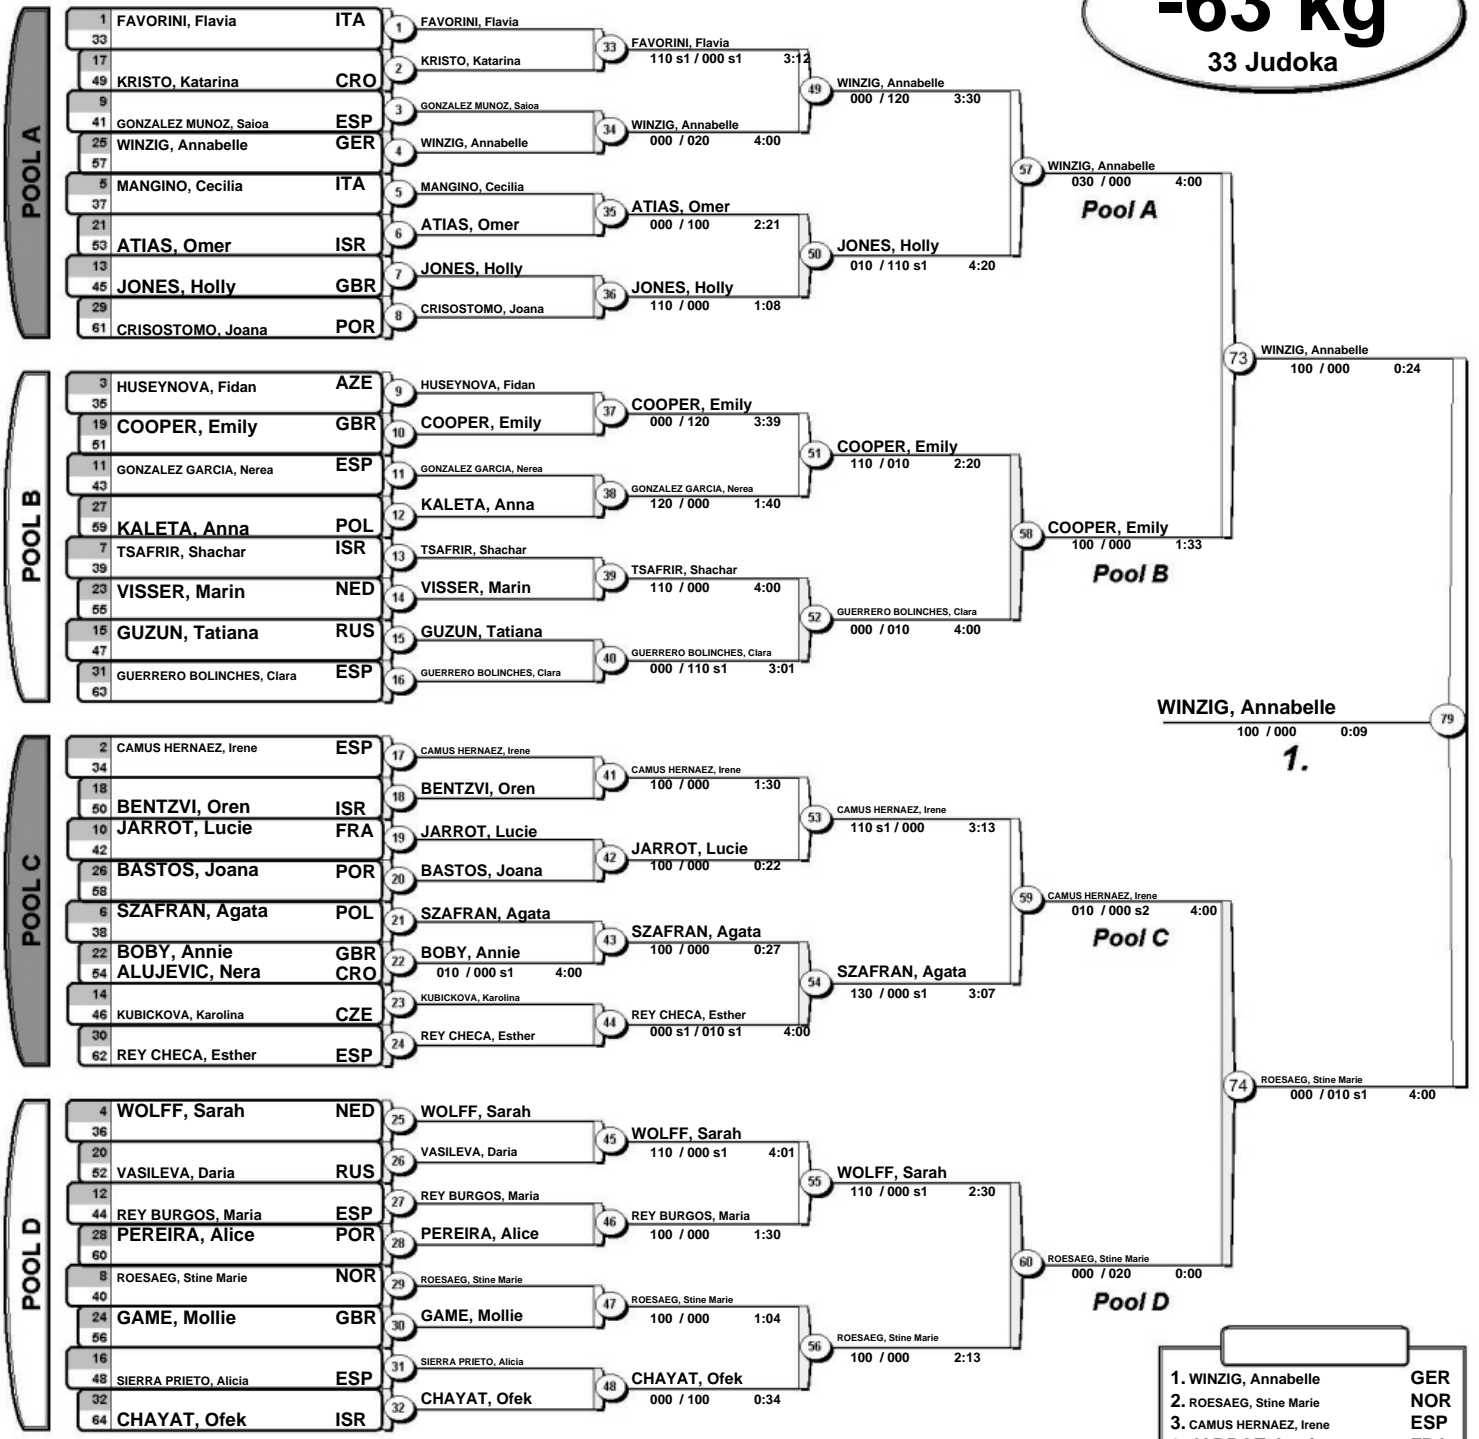 -63 kg
33 Judoka
POOL A
1 FAVORINI, Flavia ITA
33
17
49 KRISTO, Katarina CRO
9
41 GONZALEZ MUNOZ, Saioa ESP
25 WINZIG, Annabelle GER
57
5 MANGINO, Cecilia ITA
37
21
53 ATIAS, Omer ISR
13
45 JONES, Holly GBR
29
61 CRISOSTOMO, Joana POR
1 FAVORINI, Flavia
2 KRISTO, Katarina
3 GONZALEZ MUNOZ, Saioa
4 WINZIG, Annabelle
5 MANGINO, Cecilia
6 ATIAS, Omer
7 JONES, Holly
8 CRISOSTOMO, Joana
33 FAVORINI, Flavia
110 s1 / 000 s1 3:12
34 WINZIG, Annabelle
000 / 020 4:00
35 ATIAS, Omer
000 / 100 2:21
36 JONES, Holly
110 / 000 1:08
49 WINZIG, Annabelle
000 / 120 3:30
50 JONES, Holly
010 / 110 s1 4:20
57 WINZIG, Annabelle
030 / 000 4:00
Pool A
POOL B
3 HUSEYNOVA, Fidan AZE
35
19 COOPER, Emily GBR
51
11 GONZALEZ GARCIA, Nerea ESP
43
27
59 KALETA, Anna POL
7 TSAFRIR, Shachar ISR
39
23 VISSER, Marin NED
55
15 GUZUN, Tatiana RUS
47
31 GUERRERO BOLINCHES, Clara ESP
63
9 HUSEYNOVA, Fidan
10 COOPER, Emily
11 GONZALEZ GARCIA, Nerea
12 KALETA, Anna
13 TSAFRIR, Shachar
14 VISSER, Marin
15 GUZUN, Tatiana
16 GUERRERO BOLINCHES, Clara
37 COOPER, Emily
000 / 120 3:39
38 GONZALEZ GARCIA, Nerea
120 / 000 1:40
39 TSAFRIR, Shachar
110 / 000 4:00
40 GUERRERO BOLINCHES, Clara
000 / 110 s1 3:01
51 COOPER, Emily
110 / 010 2:20
52 GUERRERO BOLINCHES, Clara
000 / 010 4:00
58 COOPER, Emily
100 / 000 1:33
Pool B
73 WINZIG, Annabelle
100 / 000 0:24
WINZIG, Annabelle 79
100 / 000 0:09
1.
POOL C
2 CAMUS HERNAEZ, Irene ESP
34
18
50 BENTZVI, Oren ISR
10 JARROT, Lucie FRA
42
26 BASTOS, Joana POR
58
6 SZAFRAN, Agata POL
38
22 BOBY, Annie GBR
54 ALUJEVIC, Nera CRO
14
46 KUBICKOVA, Karolina CZE
30
62 REY CHECA, Esther ESP
17 CAMUS HERNAEZ, Irene
18 BENTZVI, Oren
19 JARROT, Lucie
20 BASTOS, Joana
21 SZAFRAN, Agata
22 BOBY, Annie
010 / 000 s1 4:00
23 KUBICKOVA, Karolina
24 REY CHECA, Esther
41 CAMUS HERNAEZ, Irene
100 / 000 1:30
42 JARROT, Lucie
100 / 000 0:22
43 SZAFRAN, Agata
100 / 000 0:27
44 REY CHECA, Esther
000 s1 / 010 s1 4:00
53 CAMUS HERNAEZ, Irene
110 s1 / 000 3:13
54 SZAFRAN, Agata
130 / 000 s1 3:07
59 CAMUS HERNAEZ, Irene
010 / 000 s2 4:00
Pool C
POOL D
4 WOLFF, Sarah NED
36
20
52 VASILEVA, Daria RUS
12
44 REY BURGOS, Maria ESP
28 PEREIRA, Alice POR
60
8 ROESAEG, Stine Marie NOR
40
24 GAME, Mollie GBR
56
16
48 SIERRA PRIETO, Alicia ESP
32
64 CHAYAT, Ofek ISR
25 WOLFF, Sarah
26 VASILEVA, Daria
27 REY BURGOS, Maria
28 PEREIRA, Alice
29 ROESAEG, Stine Marie
30 GAME, Mollie
31 SIERRA PRIETO, Alicia
32 CHAYAT, Ofek
45 WOLFF, Sarah
110 / 000 s1 4:01
46 REY BURGOS, Maria
100 / 000 1:30
47 ROESAEG, Stine Marie
100 / 000 1:04
48 CHAYAT, Ofek
000 / 100 0:34
55 WOLFF, Sarah
110 / 000 s1 2:30
56 ROESAEG, Stine Marie
100 / 000 2:13
60 ROESAEG, Stine Marie
000 / 020 0:00
Pool D
74 ROESAEG, Stine Marie
000 / 010 s1 4:00
1. WINZIG, Annabelle GER
2. ROESAEG, Stine Marie NOR
3. CAMUS HERNAEZ, Irene ESP